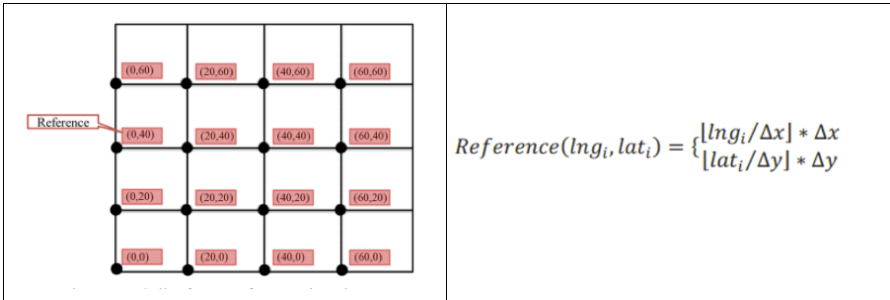 (0,60) (20,60) (40,60) (60,60)
Reference
(0,40) (20,40) (40,40) (60,40)
(0,20) (20,20) (40,20) (60,20)
(0,0) (20,0) (40,0) (60,0)
Reference(lngᵢ, latᵢ) = {⌊lngᵢ/Δx⌋ ∗ Δx
⌊latᵢ/Δy⌋ ∗ Δy